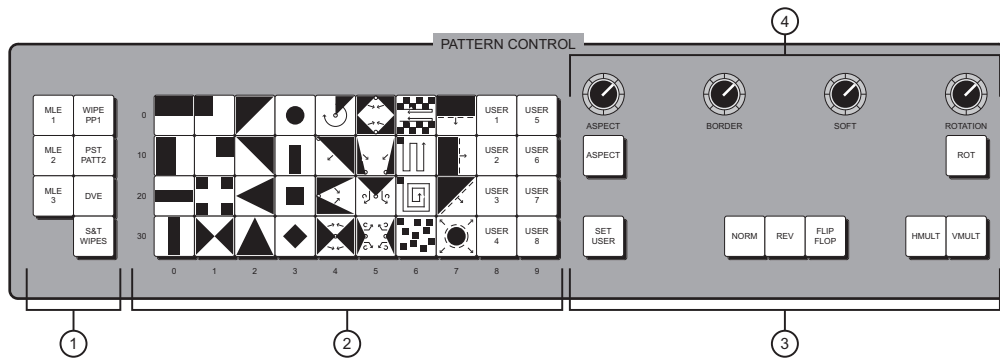 4
PATTERN CONTROL
MLE 1
WIPE PP1
MLE 2
PST PATT2
MLE 3
DVE
S&T WIPES
0
10
20
30
USER 1
USER 5
USER 2
USER 6
USER 3
USER 7
USER 4
USER 8
0 1 2 3 4 5 6 7 8 9
ASPECT
BORDER
SOFT
ROTATION
ASPECT
ROT
SET USER
NORM
REV
FLIP FLOP
HMULT
VMULT
1
2
3